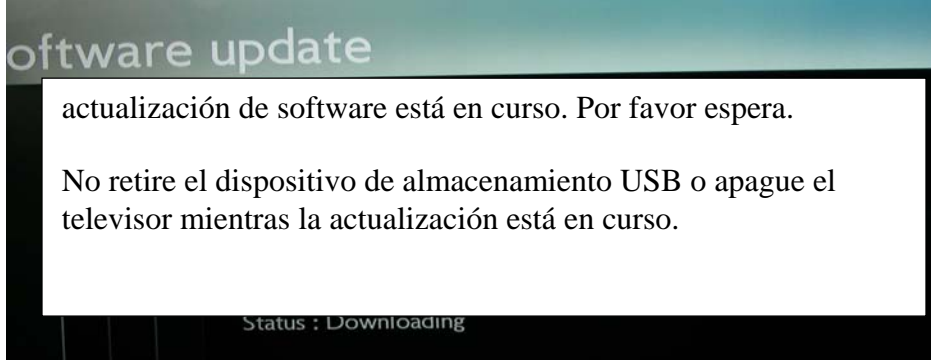 oftware update
actualización de software está en curso. Por favor espera.
No retire el dispositivo de almacenamiento USB o apague el
televisor mientras la actualización está en curso.
Status : Downloading